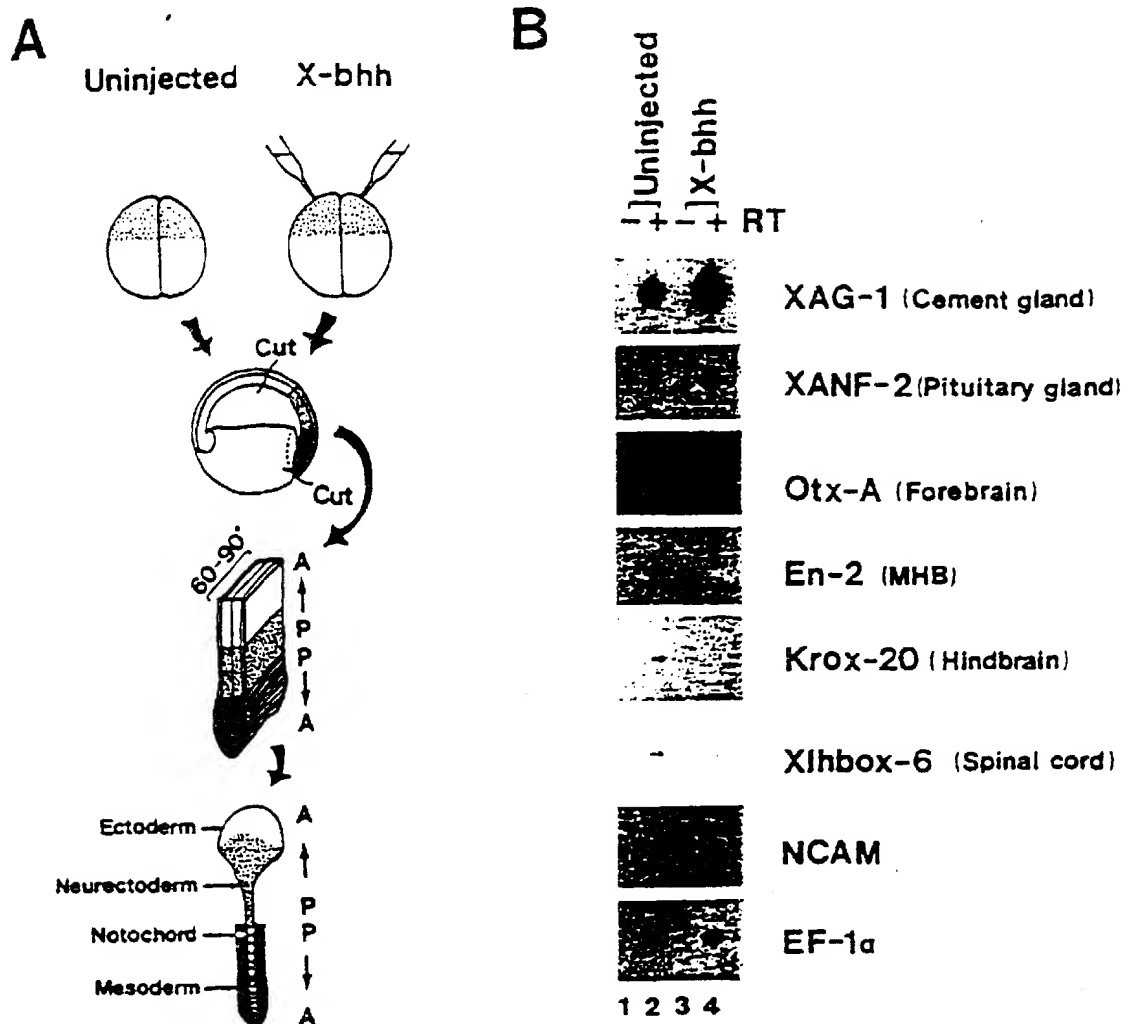 A
Uninjected
X-bhh
Cut
Cut
60-90°
A
P
P
A
Ectoderm
Neurectoderm
Notochord
Mesoderm
A
P
P
A
B
Uninjected
X-bhh
- + - + RT
XAG-1 (Cement gland)
XANF-2 (Pituitary gland)
Otx-A (Forebrain)
En-2 (MHB)
Krox-20 (Hindbrain)
Xlhbox-6 (Spinal cord)
NCAM
EF-1α
1 2 3 4